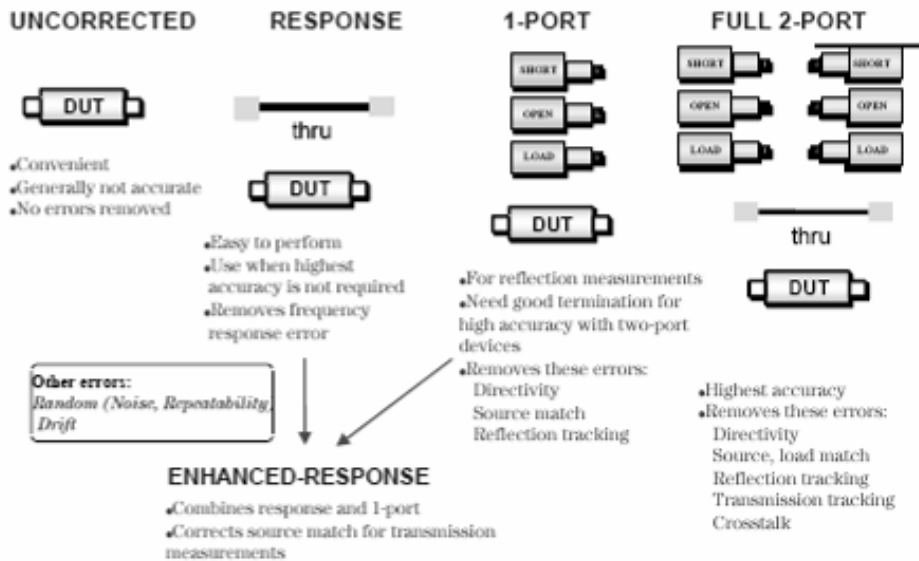 UNCORRECTED
DUT
•Convenient
•Generally not accurate
•No errors removed
RESPONSE
thru
DUT
•Easy to perform
•Use when highest
accuracy is not required
•Removes frequency
response error
1-PORT
SHORT
OPEN
LOAD
DUT
•For reflection measurements
•Need good termination for
high accuracy with two-port
devices
•Removes these errors:
Directivity
Source match
Reflection tracking
FULL 2-PORT
SHORT
SHORT
OPEN
OPEN
LOAD
LOAD
thru
DUT
•Highest accuracy
•Removes these errors:
Directivity
Source, load match
Reflection tracking
Transmission tracking
Crosstalk
Other errors:
Random (Noise, Repeatability
Drift
ENHANCED-RESPONSE
•Combines response and 1-port
•Corrects source match for transmission
measurements